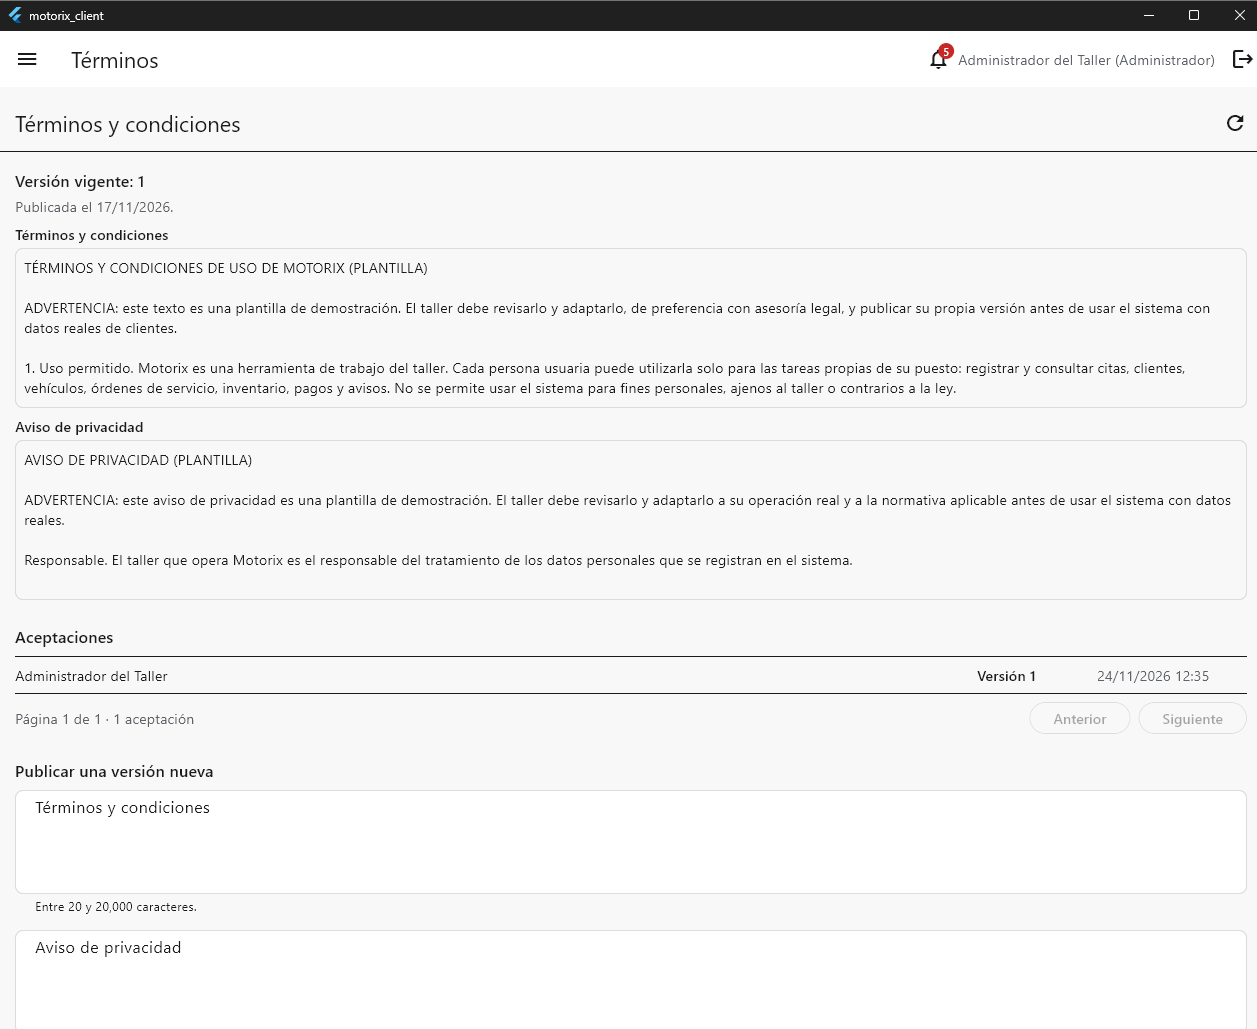 motorix_client
Términos
5
Administrador del Taller (Administrador)
Términos y condiciones
Versión vigente: 1
Publicada el 17/11/2026.
Términos y condiciones
TÉRMINOS Y CONDICIONES DE USO DE MOTORIX (PLANTILLA)
ADVERTENCIA: este texto es una plantilla de demostración. El taller debe revisarlo y adaptarlo, de preferencia con asesoría legal, y publicar su propia versión antes de usar el sistema con
datos reales de clientes.
1. Uso permitido. Motorix es una herramienta de trabajo del taller. Cada persona usuaria puede utilizarla solo para las tareas propias de su puesto: registrar y consultar citas, clientes,
vehículos, órdenes de servicio, inventario, pagos y avisos. No se permite usar el sistema para fines personales, ajenos al taller o contrarios a la ley.
Aviso de privacidad
AVISO DE PRIVACIDAD (PLANTILLA)
ADVERTENCIA: este aviso de privacidad es una plantilla de demostración. El taller debe revisarlo y adaptarlo a su operación real y a la normativa aplicable antes de usar el sistema con datos
reales.
Responsable. El taller que opera Motorix es el responsable del tratamiento de los datos personales que se registran en el sistema.
Aceptaciones
Administrador del Taller Versión 1 24/11/2026 12:35
Página 1 de 1 · 1 aceptación Anterior Siguiente
Publicar una versión nueva
Términos y condiciones
Entre 20 y 20,000 caracteres.
Aviso de privacidad